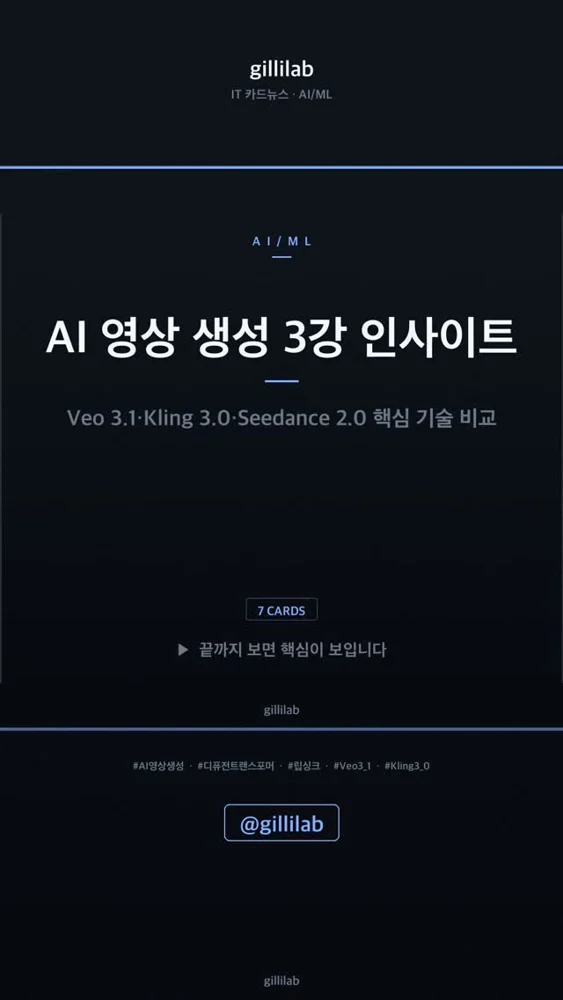 gillilab
IT 카드뉴스 · AI/ML
AI/ML
AI 영상 생성 3강 인사이트
Veo 3.1·Kling 3.0·Seedance 2.0 핵심 기술 비교
7 CARDS
▶ 끝까지 보면 핵심이 보입니다
gillilab
#AI영상생성 · #디퓨전트랜스포머 · #립싱크 · #Veo3_1 · #Kling3_0
@gillilab
gillilab